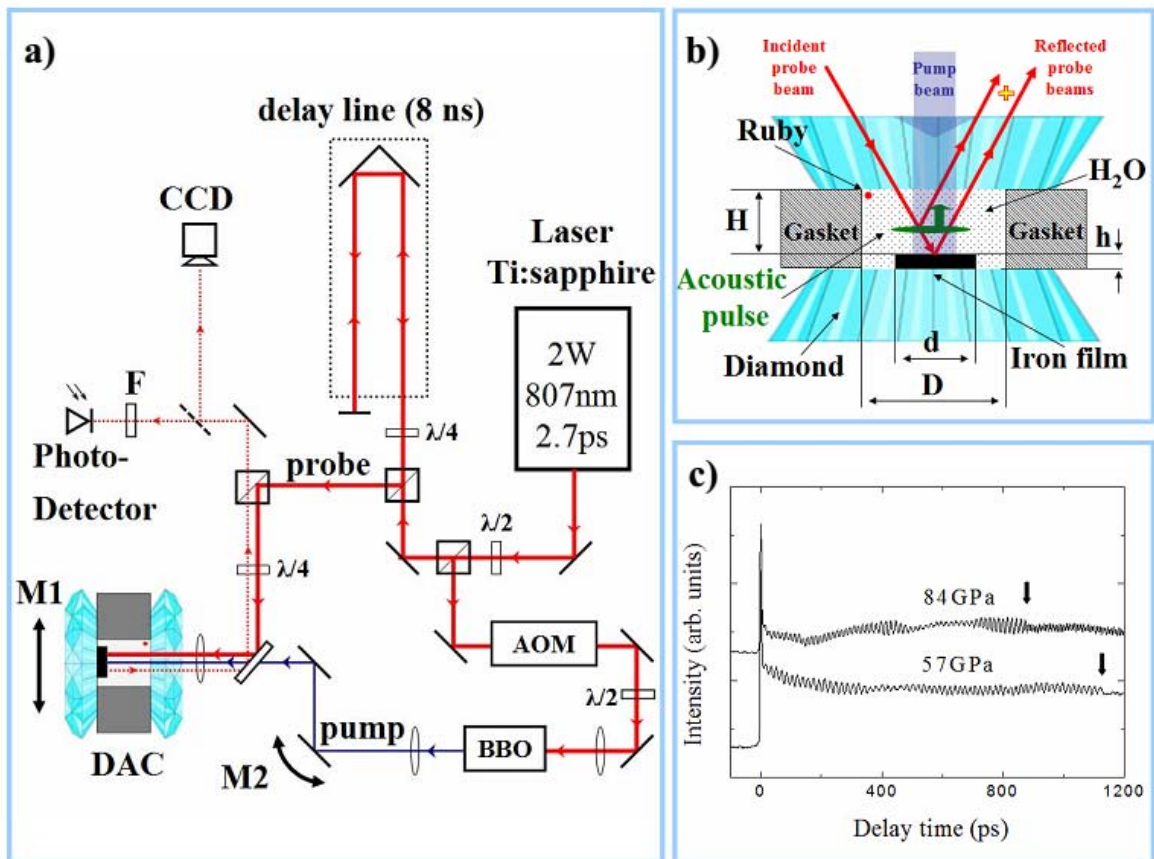 a)
delay line (8 ns)
CCD
Laser
Ti:sapphire
2W
807nm
2.7ps
F
λ/4
Photo-
Detector
probe
λ/2
λ/4
M1
AOM
λ/2
pump
BBO
DAC
M2
b)
Incident
probe
beam
Pump
beam
Reflected
probe
beams
Ruby
H₂O
H
Gasket
Gasket
h
Acoustic
pulse
d
Diamond
Iron film
D
c)
Intensity (arb. units)
84GPa
57GPa
0
400
800
1200
Delay time (ps)